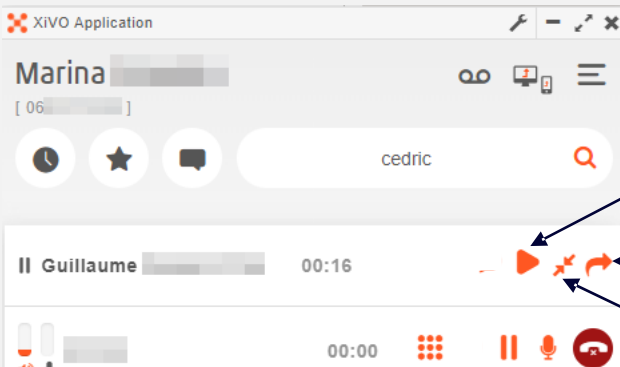 XiVO Application
Marina
[ 06 ]
cedric
Guillaume
00:16
00:00